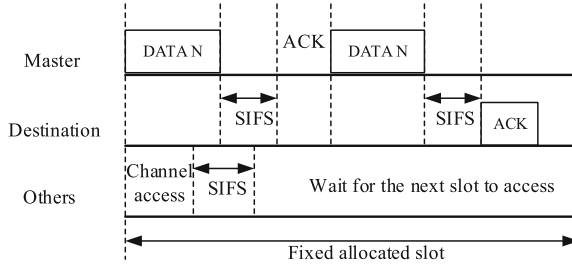 Master DATA N ACK DATA N
SIFS SIFS
Destination ACK
Others Channel access SIFS Wait for the next slot to access
Fixed allocated slot